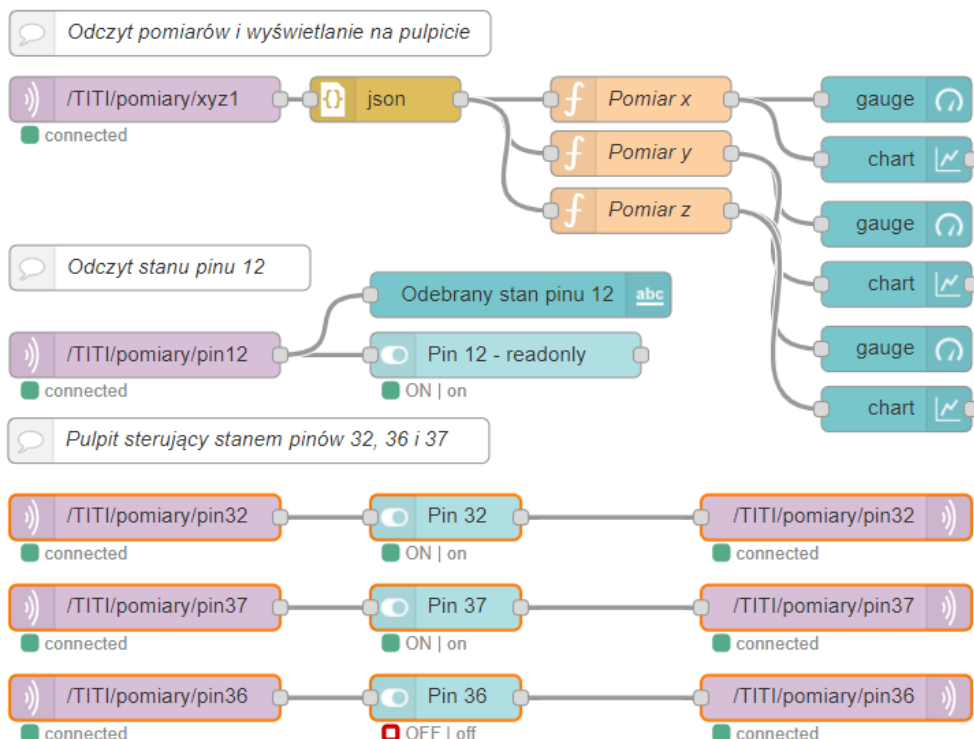 Odczyt pomiarów i wyświetlanie na pulpicie
/TITI/pomiary/xyz1
connected
json
Pomiar x
Pomiar y
Pomiar z
gauge
chart
gauge
chart
gauge
chart
Odczyt stanu pinu 12
/TITI/pomiary/pin12
connected
Odebrany stan pinu 12
abc
Pin 12 - readonly
ON | on
Pulpit sterujący stanem pinów 32, 36 i 37
/TITI/pomiary/pin32
connected
Pin 32
ON | on
/TITI/pomiary/pin32
connected
/TITI/pomiary/pin37
connected
Pin 37
ON | on
/TITI/pomiary/pin37
connected
/TITI/pomiary/pin36
connected
Pin 36
OFF | off
/TITI/pomiary/pin36
connected